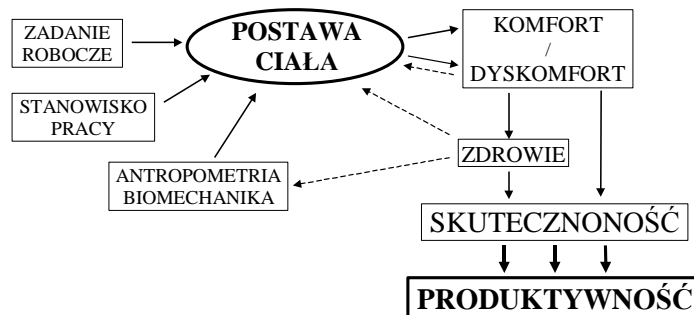 ZADANIE
ROBOCZE
POSTAWA
CIAŁA
KOMFORT
/
DYSKOMFORT
STANOWISKO
PRACY
ANTROPOMETRIA
BIOMECHANIKA
ZDROWIE
SKUTECZNONOŚĆ
PRODUKTYWNOŚĆ